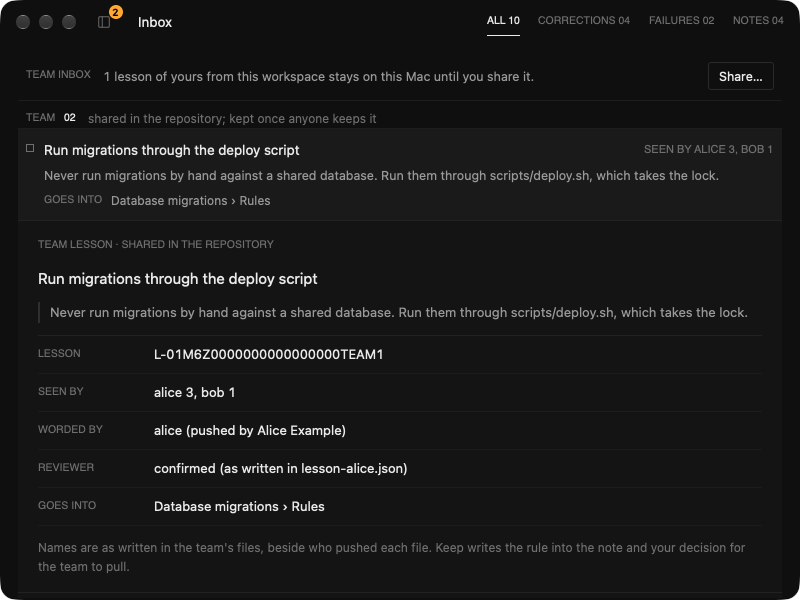 2
Inbox
ALL 10 CORRECTIONS 04 FAILURES 02 NOTES 04
TEAM INBOX 1 lesson of yours from this workspace stays on this Mac until you share it. Share...
TEAM 02 shared in the repository; kept once anyone keeps it
Run migrations through the deploy script SEEN BY ALICE 3, BOB 1
Never run migrations by hand against a shared database. Run them through scripts/deploy.sh, which takes the lock.
GOES INTO Database migrations › Rules
TEAM LESSON · SHARED IN THE REPOSITORY
Run migrations through the deploy script
Never run migrations by hand against a shared database. Run them through scripts/deploy.sh, which takes the lock.
LESSON L-01M6Z0000000000000000TEAM1
SEEN BY alice 3, bob 1
WORDED BY alice (pushed by Alice Example)
REVIEWER confirmed (as written in lesson-alice.json)
GOES INTO Database migrations › Rules
Names are as written in the team's files, beside who pushed each file. Keep writes the rule into the note and your decision for
the team to pull.